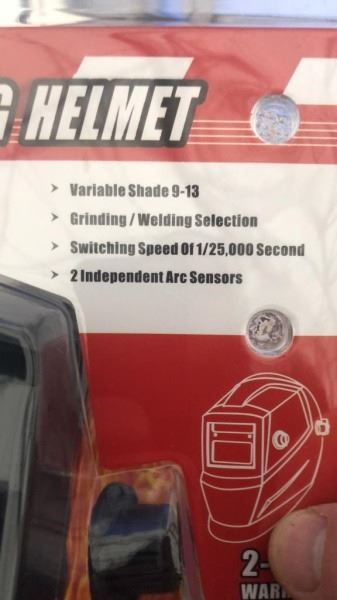 G HELMET
Variable Shade 9-13
Grinding / Welding Selection
Switching Speed Of 1/25,000 Second
2 Independent Arc Sensors
2-